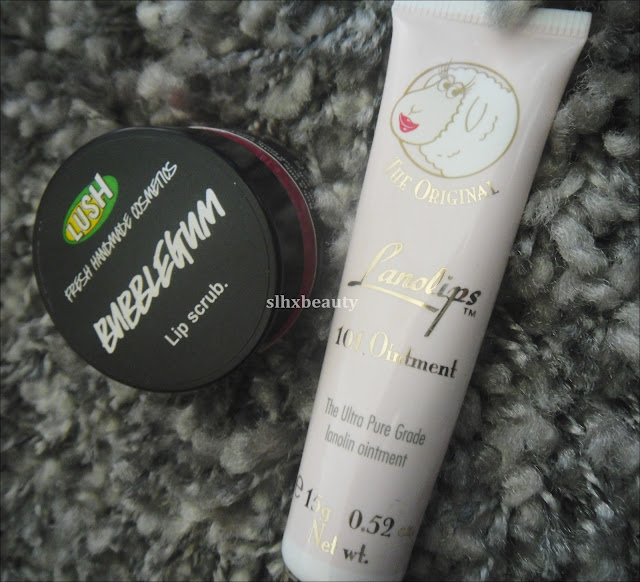 LUSH
FRESH HANDMADE COSMETICS
BUBBLEGUM
Lip scrub.
slhxbeauty
THE ORIGINAL
Lanolips™
101 Ointment
The Ultra Pure Grade
lanolin ointment
e 15g 0.52 oz
Net wt.